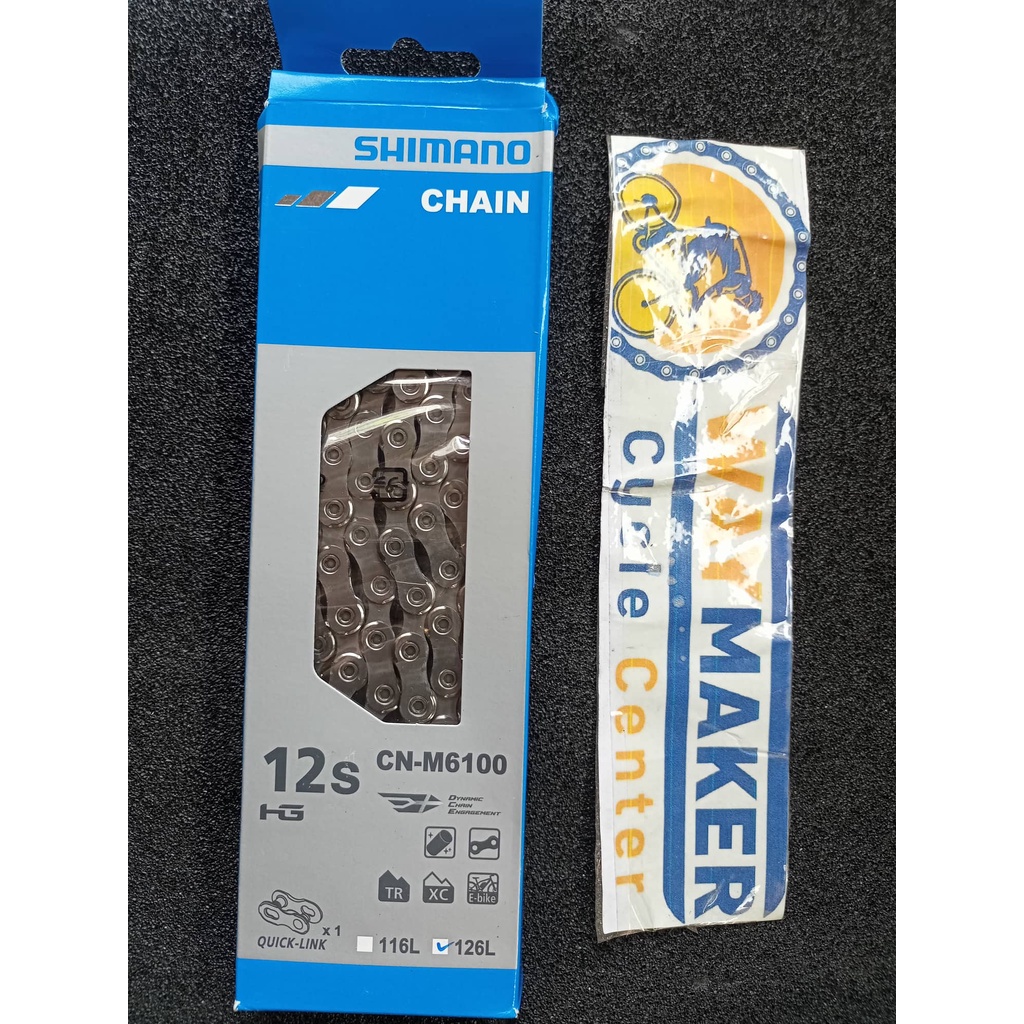 SHIMANO
CHAIN
12s
CN-M6100
HG
DYNAMIC
CHAIN
ENGAGEMENT
TR
XC
E-bike
x 1
QUICK-LINK
116L
126L
WAYMAKER
Cycle Center